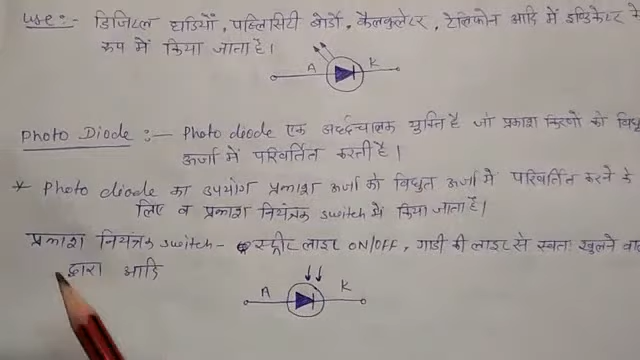 use:- डिजिटल घडियों, पब्लिसिटी बोर्डो, कैलकुलेटर, टेलिफोन आदि में इण्डिकेटर के
रूप में किया जाता है।
A K
Photo Diode:- Photo diode एक अर्द्धचालक युक्ति है जो प्रकाश किरणो को
ऊर्जा में परिवर्तित करती है।
* Photo diode का उपयोग प्रकाश ऊर्जा को विधुत ऊर्जा में परिवर्तित करने के
लिए व प्रकाश नियंत्रक switch में किया जाता है।
प्रकाश नियंत्रक switch- स्ट्रीट लाइट ON/OFF, गाडी की लाइट से स्वतः खुलने
द्वारा आदि
A K